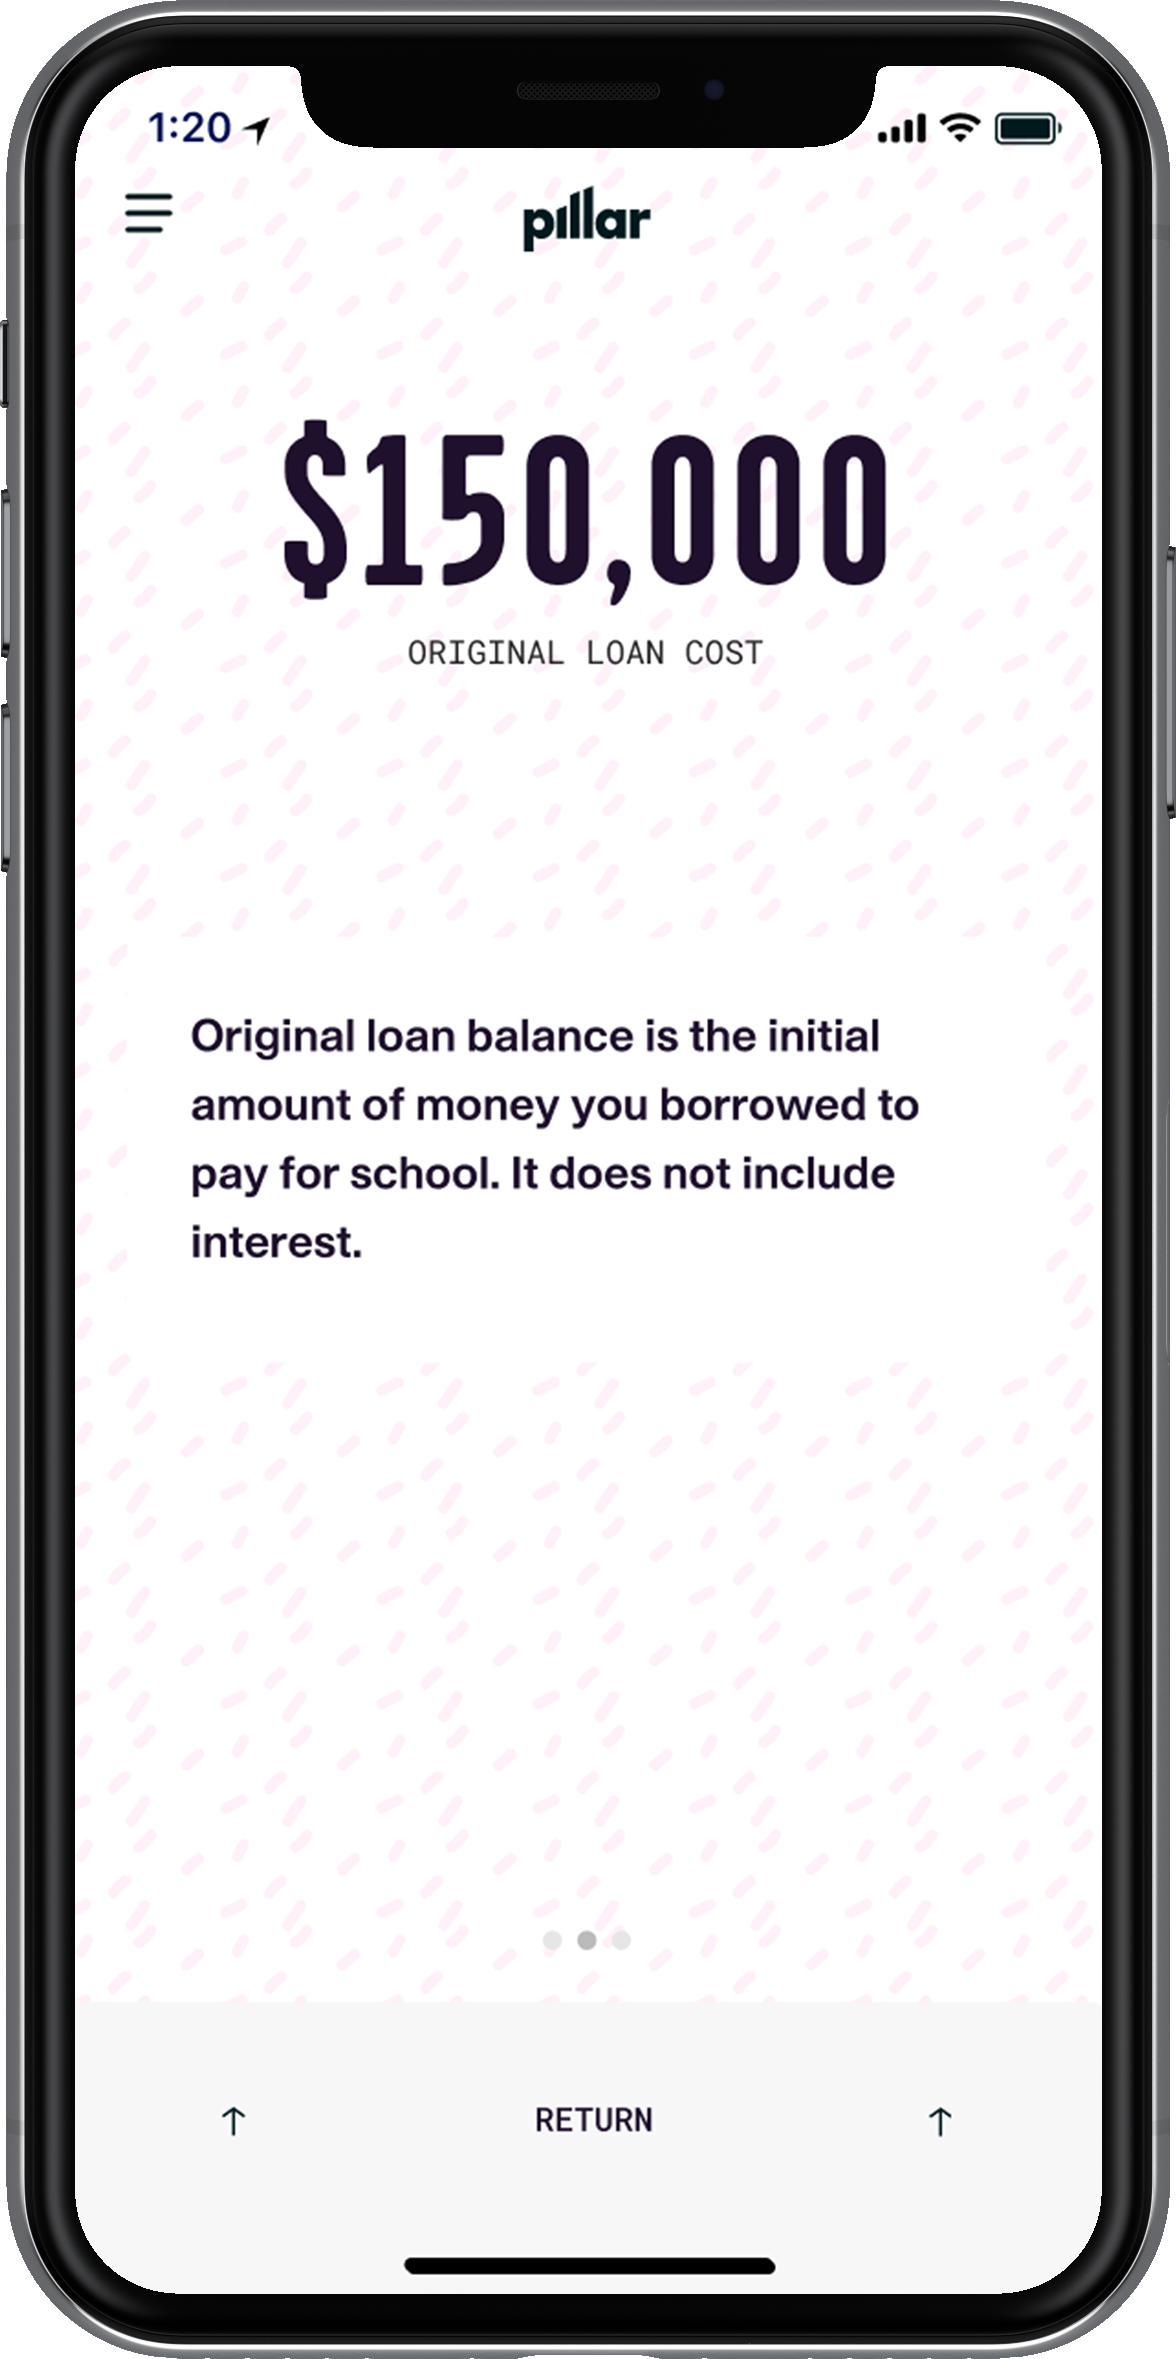 1:20
pillar
$150,000
ORIGINAL LOAN COST
Original loan balance is the initial
amount of money you borrowed to
pay for school. It does not include
interest.
↑ RETURN ↑